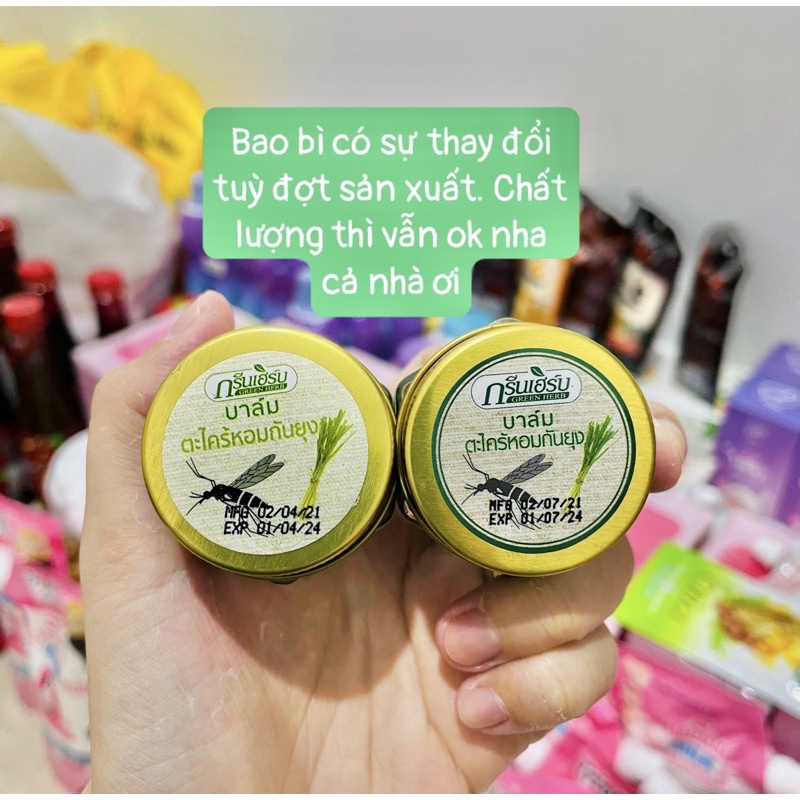 Bao bì có sự thay đổi
tuỳ đợt sản xuất. Chất
lượng thì vẫn ok nha
cả nhà ơi
กรีนเฮิร์บ
GREEN HERB
บาล์ม
ตะไคร้หอมกันยุง
MFG 02/04/21
EXP 01/04/24
กรีนเฮิร์บ
GREEN HERB
บาล์ม
ตะไคร้หอมกันยุง
MFG 02/07/21
EXP 01/07/24